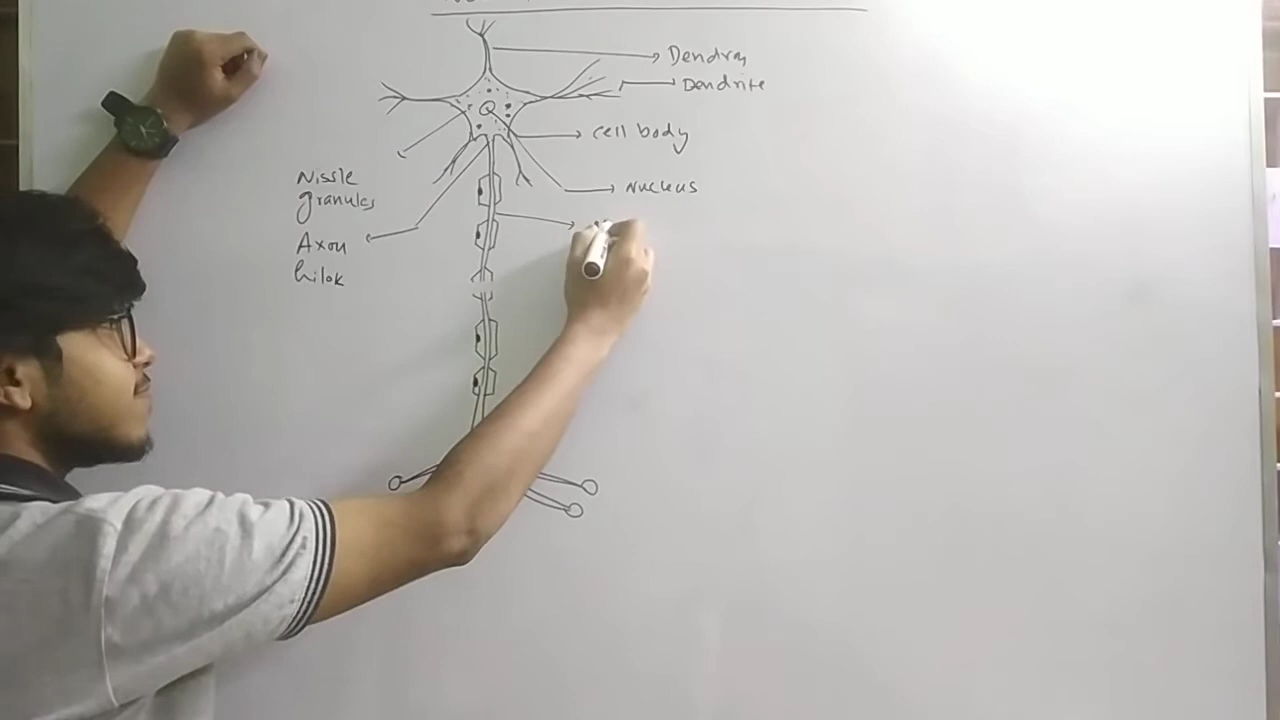 Dendron
Dendrite
Cell body
Nissle
granules
Nucleus
Axon
hilok